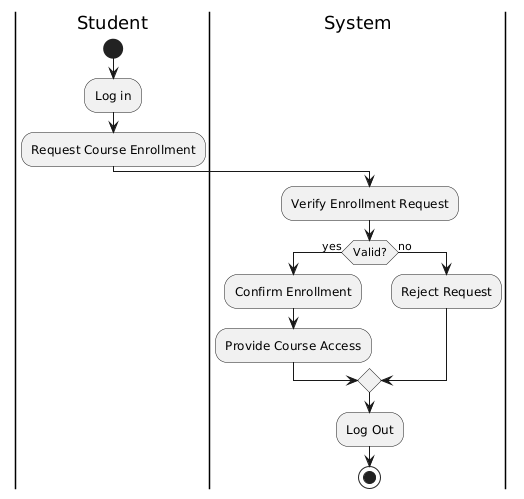 Student
System
Log in
Request Course Enrollment
Verify Enrollment Request
yes
Valid?
no
Confirm Enrollment
Reject Request
Provide Course Access
Log Out